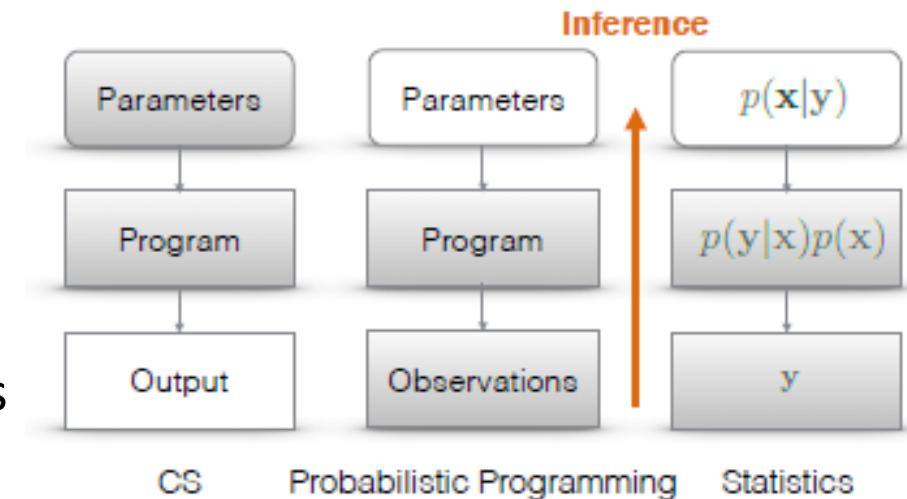 Inference
Parameters Parameters p(x|y)
Program Program p(y|x)p(x)
Output Observations y
s
CS Probabilistic Programming Statistics